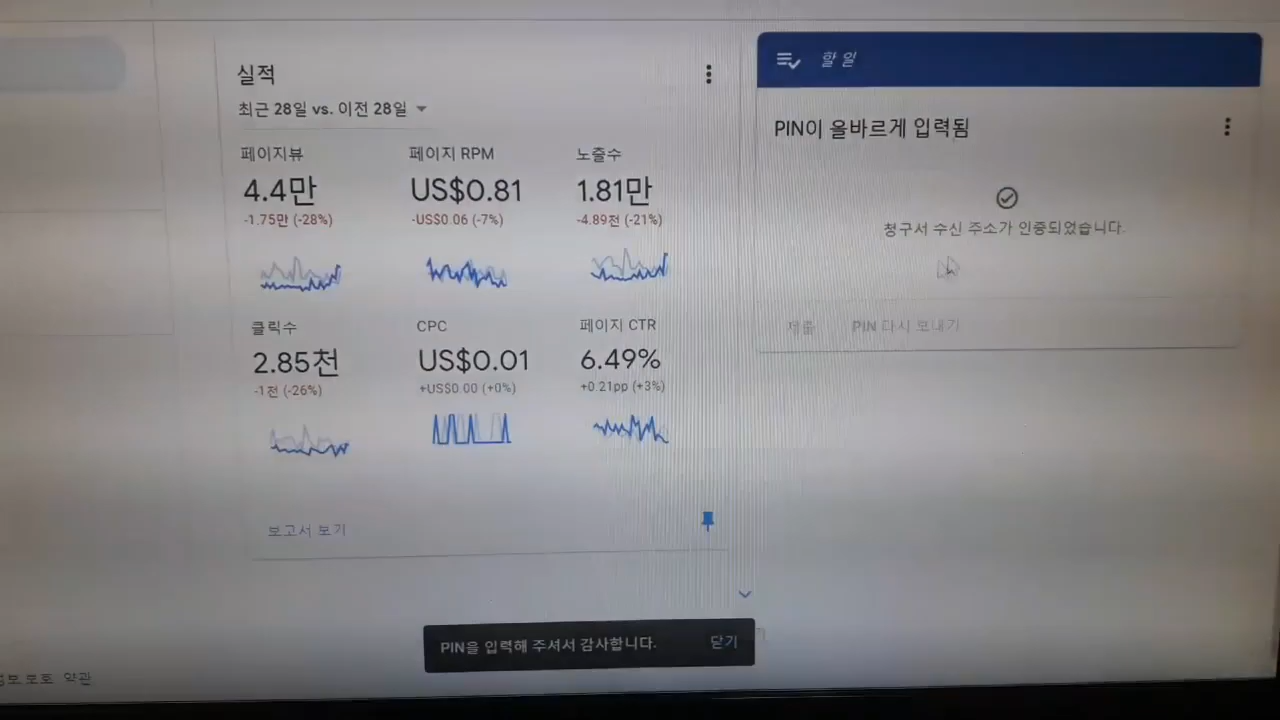 실적
최근 28일 vs. 이전 28일
페이지뷰
4.4만
-1.75만 (-28%)
페이지 RPM
US$0.81
-US$0.06 (-7%)
노출수
1.81만
-4.89천 (-21%)
클릭수
2.85천
-1천 (-26%)
CPC
US$0.01
+US$0.00 (+0%)
페이지 CTR
6.49%
+0.21pp (+3%)
보고서 보기
할 일
PIN이 올바르게 입력됨
청구서 수신 주소가 인증되었습니다.
제출
PIN 다시 보내기
PIN을 입력해 주셔서 감사합니다.
닫기
약관